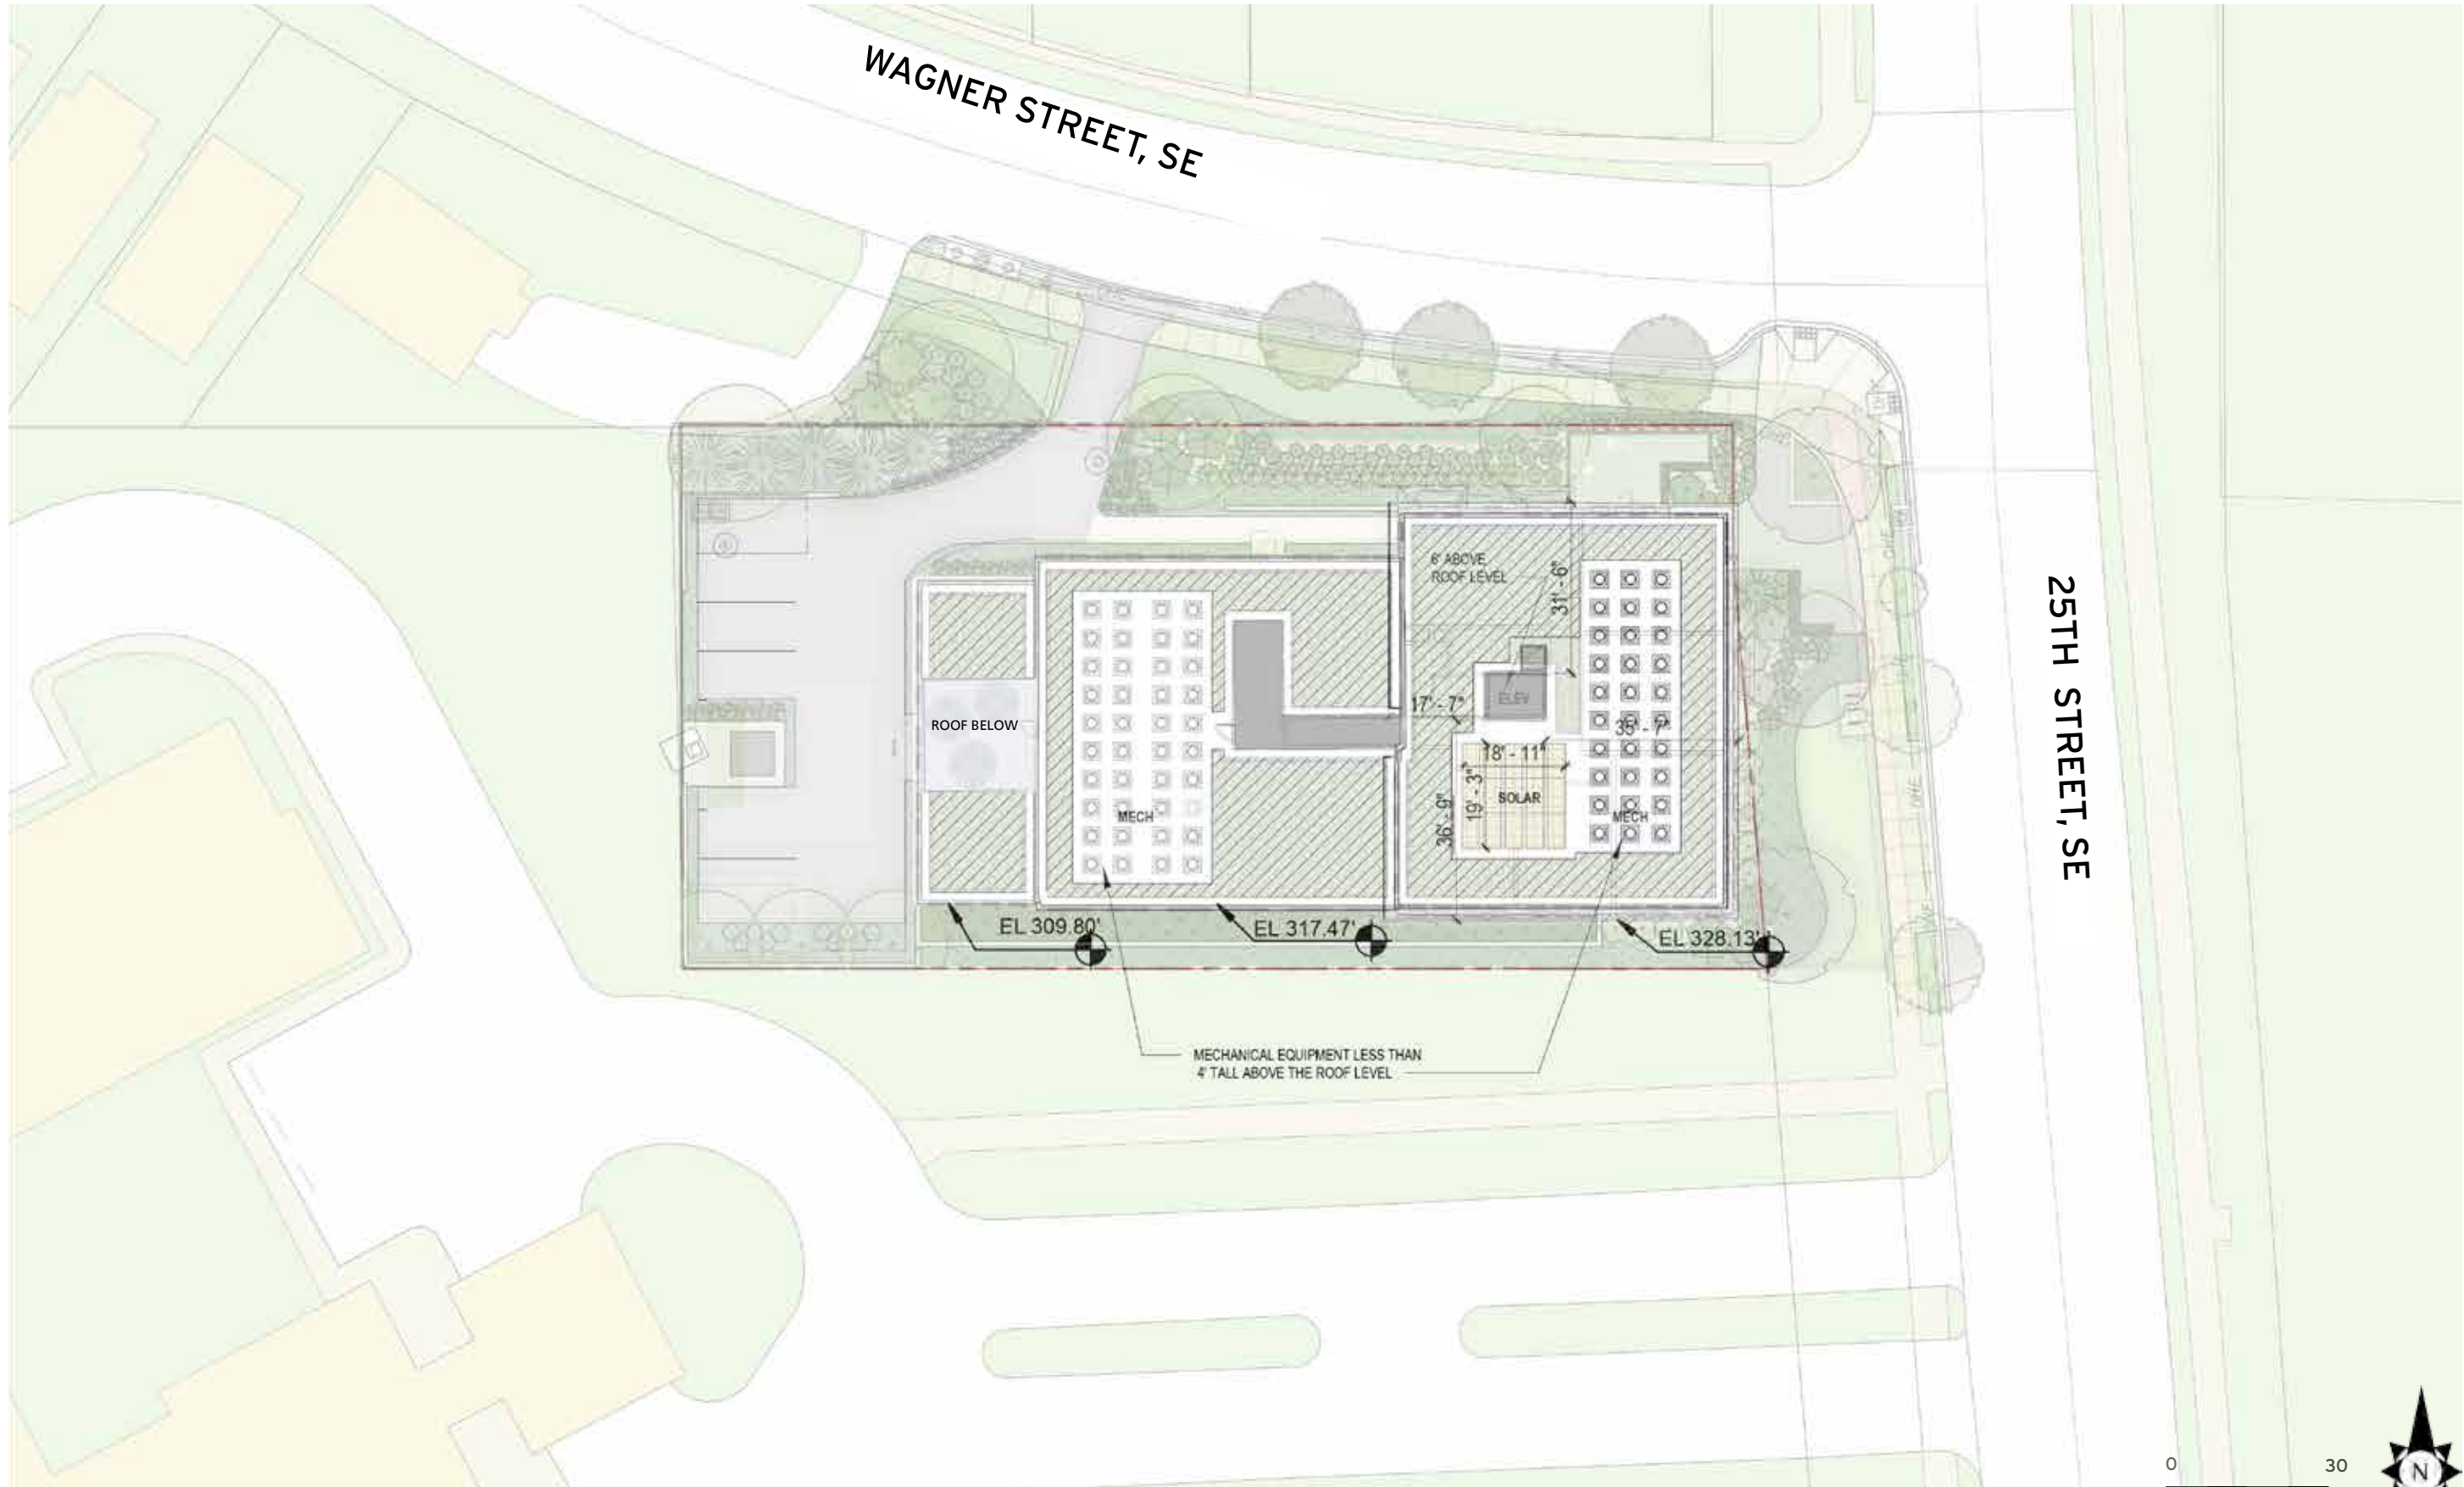 WAGNER STREET, SE
25TH STREET, SE
6' ABOVE
ROOF LEVEL
31' - 6"
ELEV
17' - 7"
35' - 7"
18' - 11"
19' - 3"
36' - 9"
SOLAR
ROOF BELOW
MECH
MECH
EL 309.80'
EL 317.47'
EL 328.13'
MECHANICAL EQUIPMENT LESS THAN
4' TALL ABOVE THE ROOF LEVEL
OHE
OHE
0 30
N